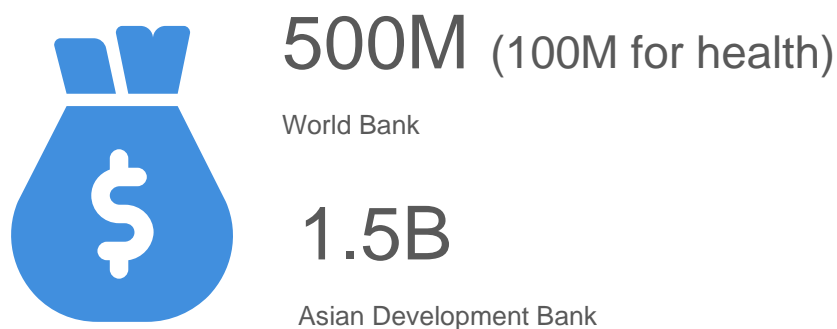 $
500M (100M for health)
World Bank
1.5B
Asian Development Bank